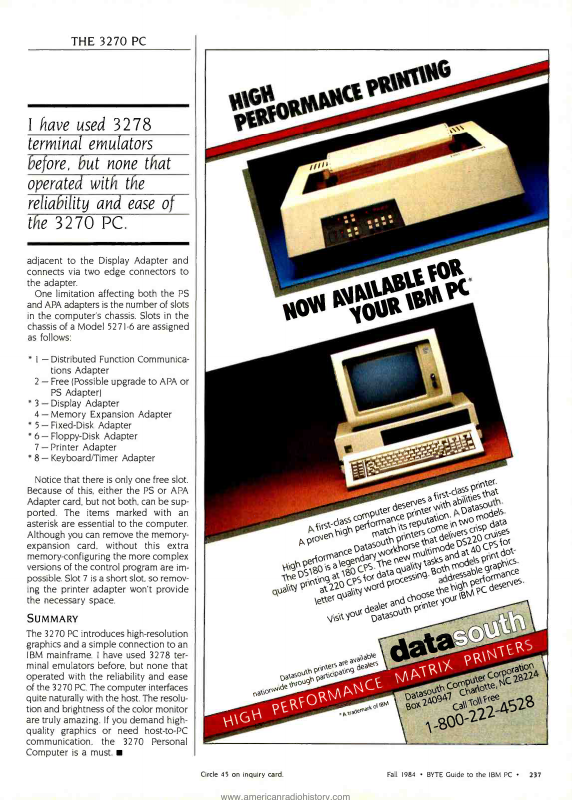 THE 3270 PC
I have used 3278
terminal emulators
before, but none that
operated with the
reliability and ease of
the 3270 PC.
adjacent to the Display Adapter and
connects via two edge connectors to
the adapter.
One limitation affecting both the PS
and APA adapters is the number of slots
in the computer's chassis. Slots in the
chassis of a Model 5271-6 are assigned
as follows:
* 1 — Distributed Function Communica-
tions Adapter
2 — Free (Possible upgrade to APA or
PS Adapter)
* 3 — Display Adapter
4 — Memory Expansion Adapter
* 5 — Fixed-Disk Adapter
* 6 — Floppy-Disk Adapter
7 — Printer Adapter
* 8 — Keyboard/Timer Adapter
Notice that there is only one free slot.
Because of this, either the PS or APA
Adapter card, but not both, can be sup-
ported. The items marked with an
asterisk are essential to the computer.
Although you can remove the memory-
expansion card, without this extra
memory-configuring the more complex
versions of the control program are im-
possible. Slot 7 is a short slot, so remov-
ing the printer adapter won't provide
the necessary space.
SUMMARY
The 3270 PC introduces high-resolution
graphics and a simple connection to an
IBM mainframe. I have used 3278 ter-
minal emulators before, but none that
operated with the reliability and ease
of the 3270 PC. The computer interfaces
quite naturally with the host. The resolu-
tion and brightness of the color monitor
are truly amazing. If you demand high-
quality graphics or need host-to-PC
communication, the 3270 Personal
Computer is a must. ■
HIGH
PERFORMANCE PRINTING
NOW AVAILABLE FOR
YOUR IBM PC*
A first-class computer deserves a first-class printer.
A proven high performance printer with abilities that
match its reputation. A Datasouth.
High performance Datasouth printers come in two models.
The DS180 is a legendary workhorse that delivers crisp data
quality printing at 180 CPS. The new multimode DS220 cruises
at 220 CPS for data quality tasks and at 40 CPS for
letter quality word processing. Both models print dot-
addressable graphics.
Visit your dealer and choose the high performance
Datasouth printer your IBM PC deserves.
datasouth
Datasouth printers are available
nationwide through participating dealers
HIGH PERFORMANCE MATRIX PRINTERS
*A trademark of IBM
Datasouth Computer Corporation
Box 240947 Charlotte, NC 28224
Call Toll Free
1-800-222-4528
Circle 45 on inquiry card.
Fall 1984 • BYTE Guide to the IBM PC • 237
www.americanradiohistory.com